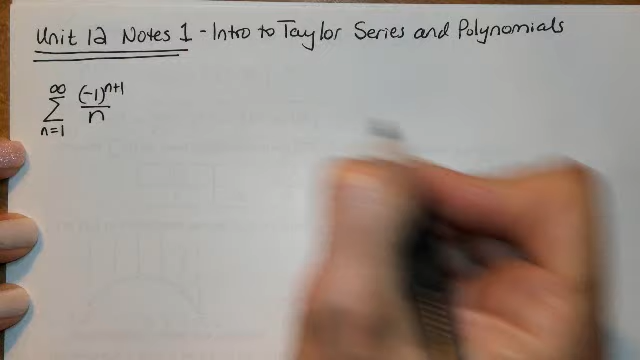 Unit 12 Notes 1 - Intro to Taylor Series and Polynomials
∞
∑ (-1)^{n+1}/n
n=1